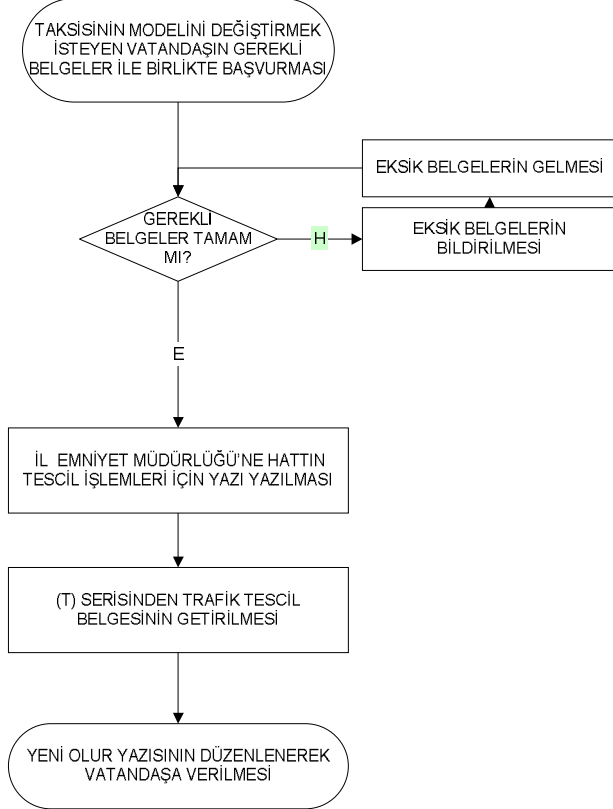 TAKSİSİNİN MODELİNİ DEĞİŞTİRMEK
İSTEYEN VATANDAŞIN GEREKLİ
BELGELER İLE BİRLİKTE BAŞVURMASI
EKSİK BELGELERİN GELMESİ
GEREKLİ
BELGELER TAMAM
MI?
H
EKSİK BELGELERİN
BİLDİRİLMESİ
E
İL EMNİYET MÜDÜRLÜĞÜ'NE HATTIN
TESCİL İŞLEMLERİ İÇİN YAZI YAZILMASI
(T) SERİSİNDEN TRAFİK TESCİL
BELGESİNİN GETİRİLMESİ
YENİ OLUR YAZISININ DÜZENLENEREK
VATANDAŞA VERİLMESİ